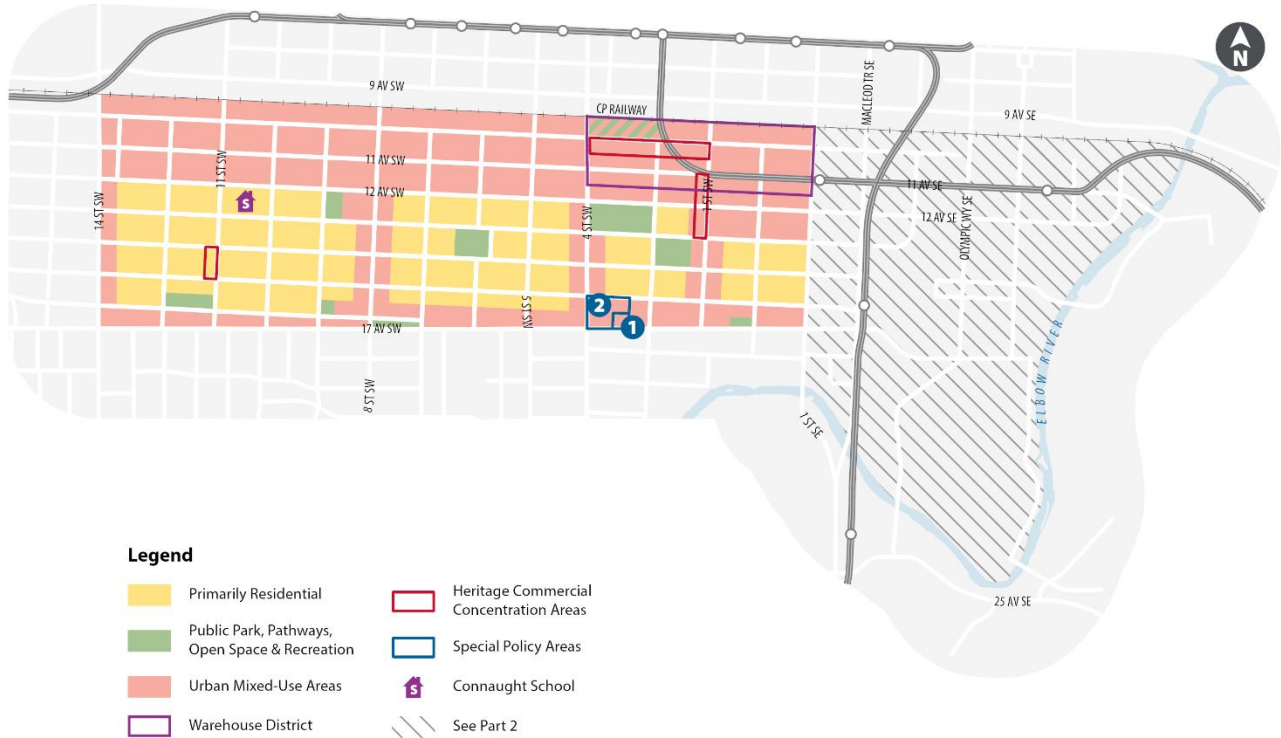 N
9 AV SW
CP RAILWAY
MACLEOD TR SE
9 AV SE
11 ST SW
11 AV SW
12 AV SW
14 ST SW
4 ST SW
1 ST SW
11 AV SE
12 AV SE
OLYMPIC WY SE
S
5 ST SW
2
1
17 AV SW
8 ST SW
1 ST SE
ELBOW RIVER
25 AV SE
Legend
Primarily Residential
Public Park, Pathways,
Open Space & Recreation
Urban Mixed-Use Areas
Warehouse District
Heritage Commercial
Concentration Areas
Special Policy Areas
S
Connaught School
See Part 2